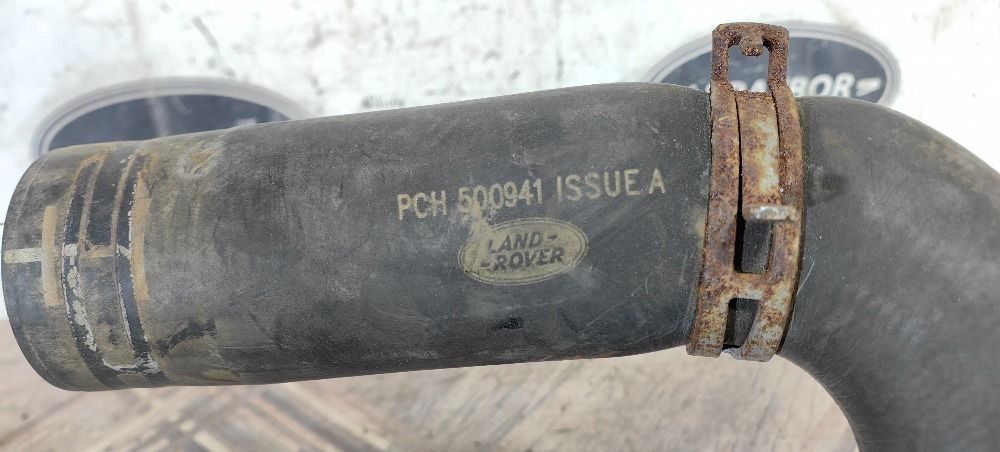 PCH 500941 ISSUE A
LAND-
-ROVER